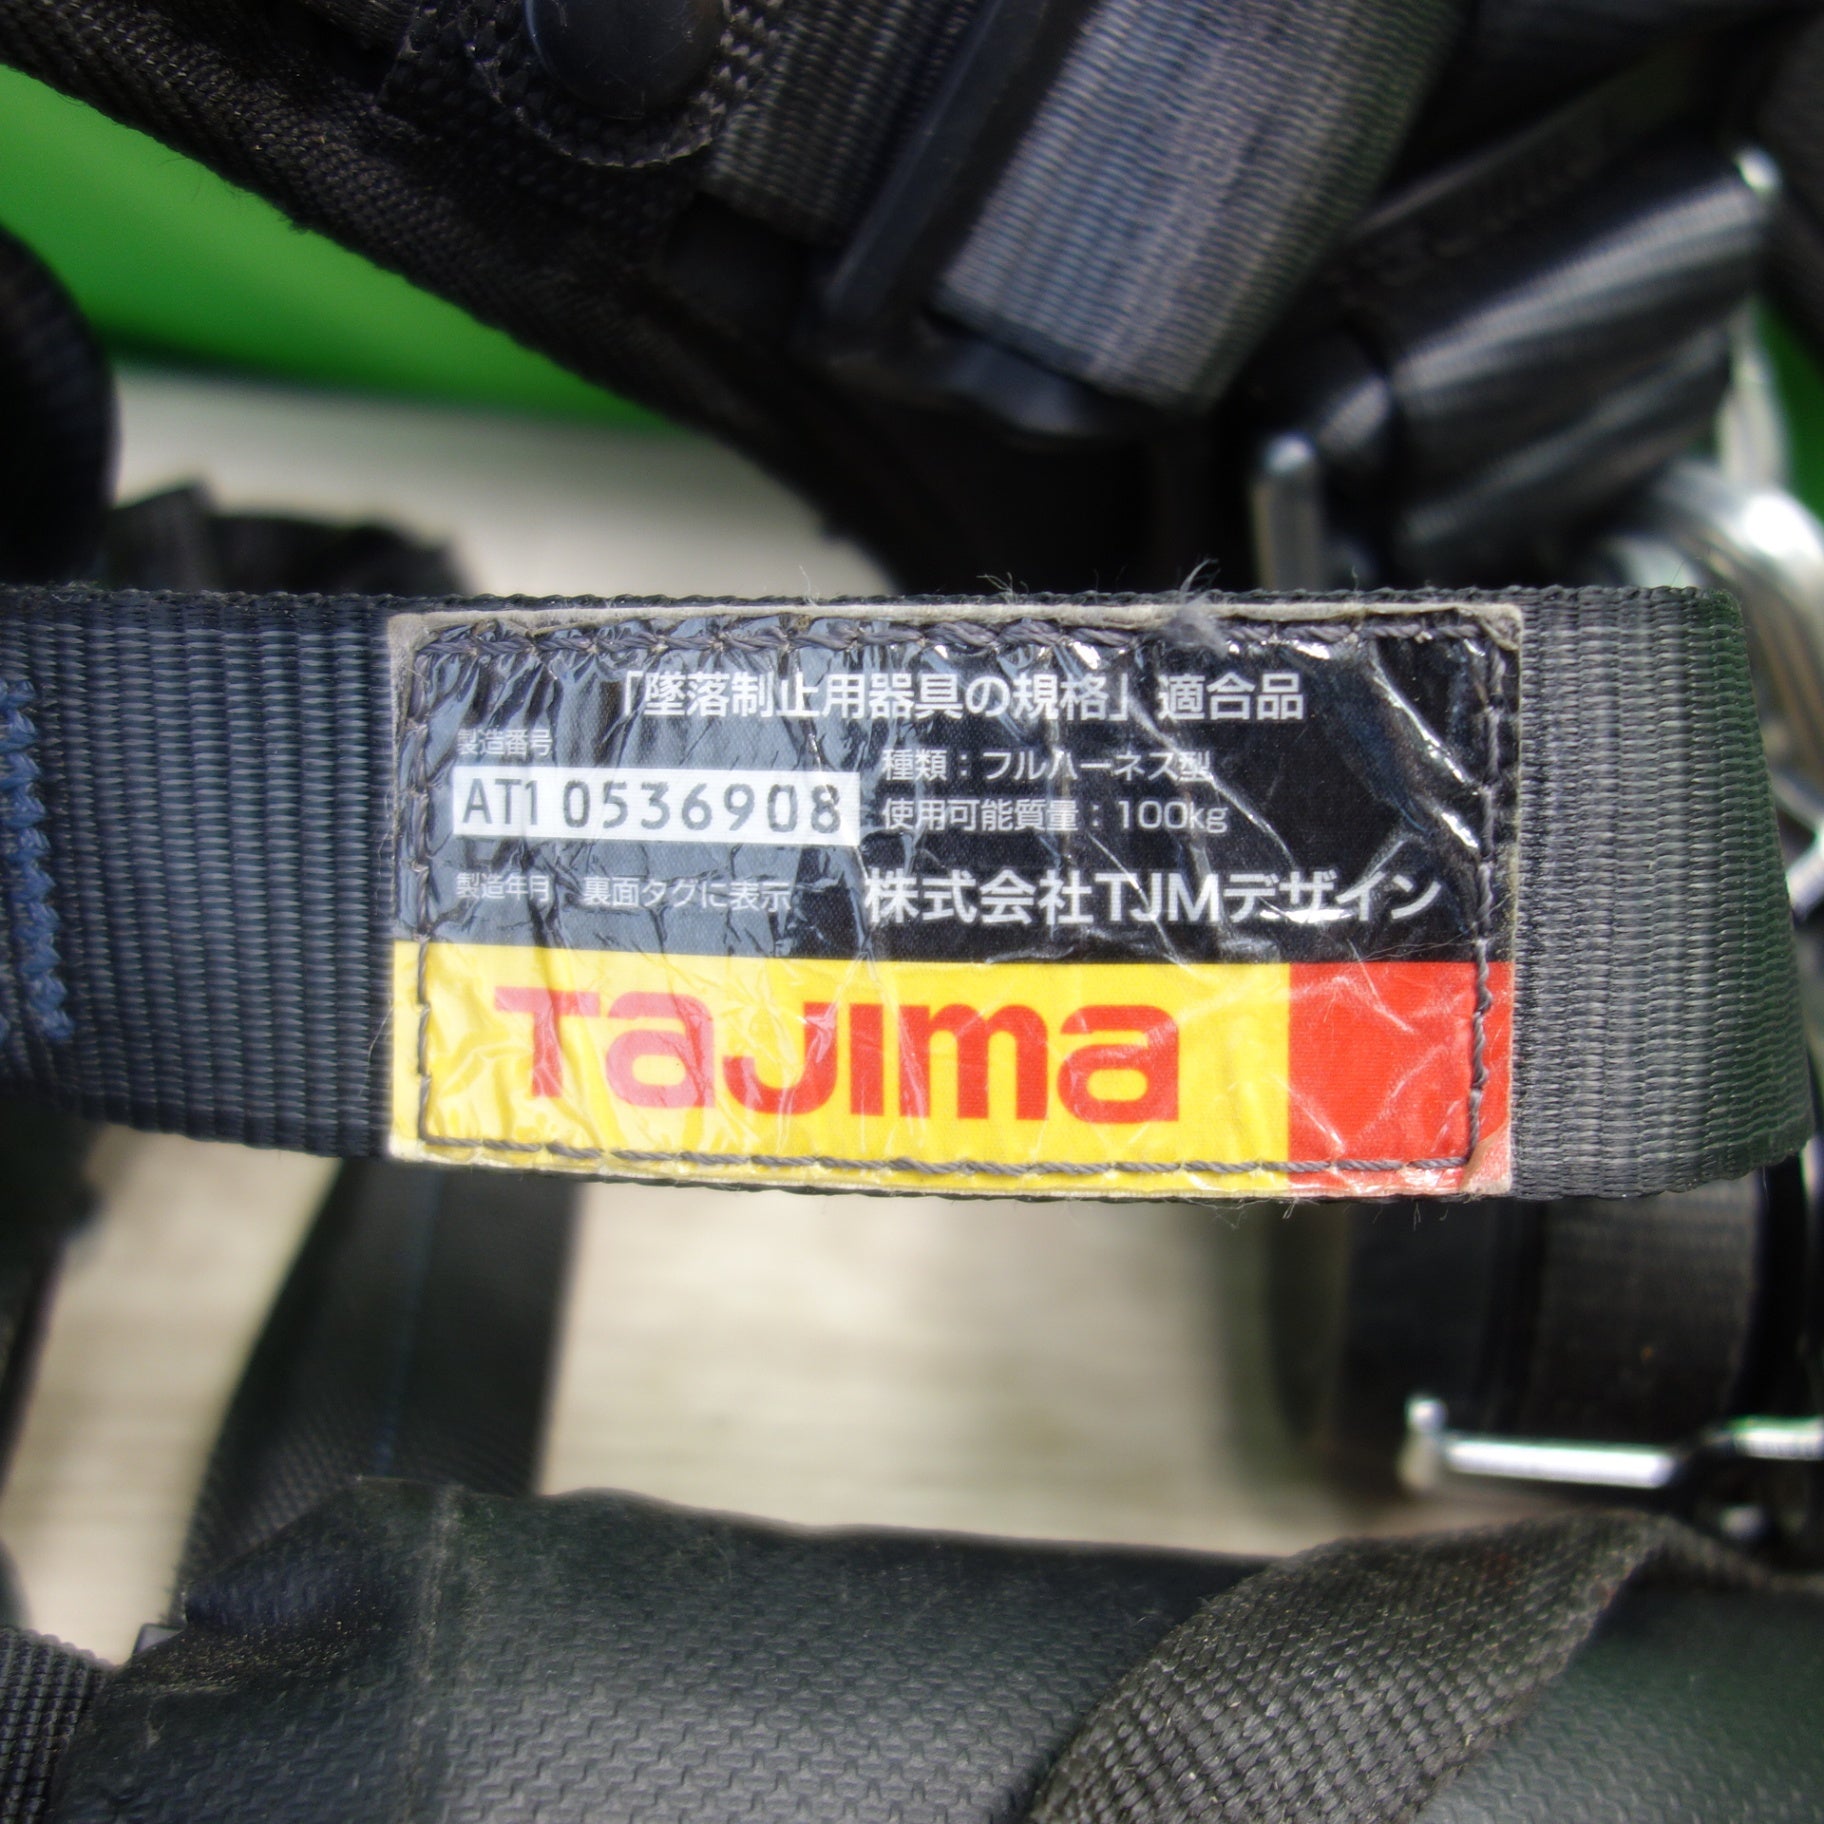 「墜落制止用器具の規格」適合品
製造番号
AT1 0536908
種類：フルハーネス型
使用可能質量：100kg
製造年月 裏面タグに表示
株式会社TJMデザイン
TAJIMA